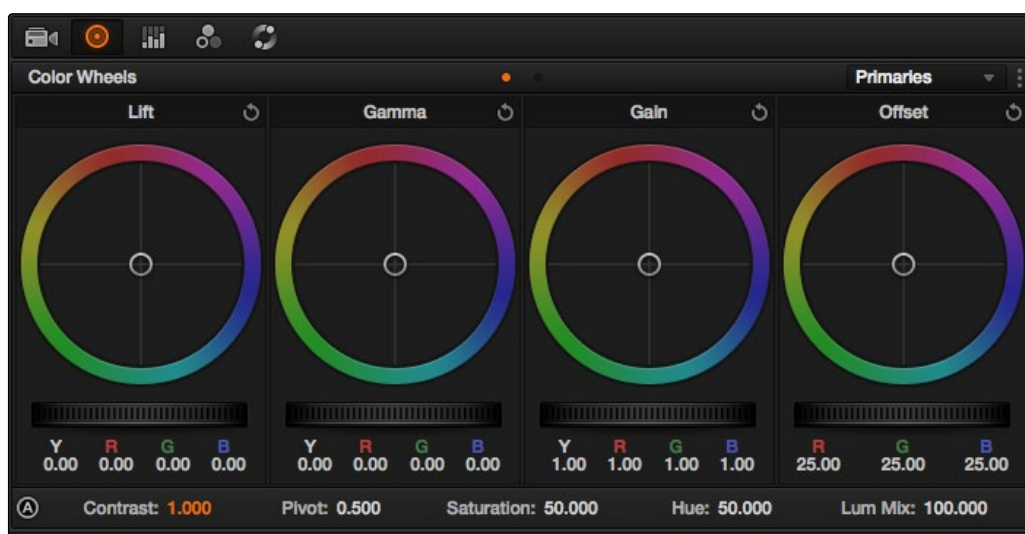 Color Wheels Primaries
Lift Gamma Gain Offset
Y R G B Y R G B Y R G B R G B
0.00 0.00 0.00 0.00 0.00 0.00 0.00 0.00 1.00 1.00 1.00 1.00 25.00 25.00 25.00
A Contrast: 1.000 Pivot: 0.500 Saturation: 50.000 Hue: 50.000 Lum Mix: 100.000